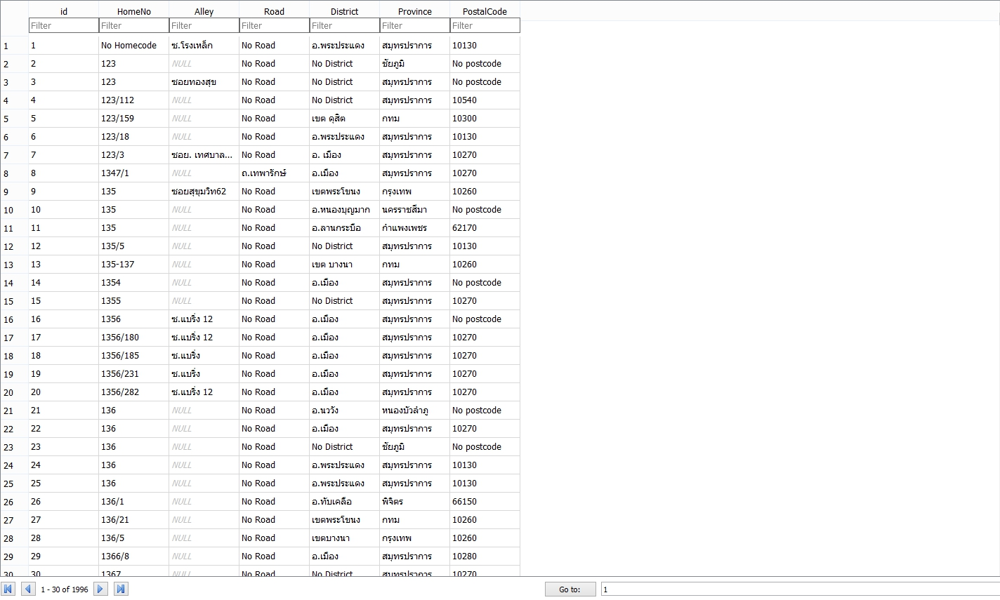 id HomeNo Alley Road District Province PostalCode
Filter Filter Filter Filter Filter Filter Filter
1 1 No Homecode ซ.โรงเหล็ก No Road อ.พระประแดง สมุทรปราการ 10130
2 2 123 NULL No Road No District ชัยภูมิ No postcode
3 3 123 ซอยทองสุข No Road No District สมุทรปราการ No postcode
4 4 123/112 NULL No Road No District สมุทรปราการ 10540
5 5 123/159 NULL No Road เขต ดุสิต กทม 10300
6 6 123/18 NULL No Road อ.พระประแดง สมุทรปราการ 10130
7 7 123/3 ซอย. เทศบาล... No Road อ. เมือง สมุทรปราการ 10270
8 8 1347/1 NULL ถ.เทพารักษ์ อ.เมือง สมุทรปราการ 10270
9 9 135 ซอยสุขุมวิท62 No Road เขตพระโขนง กรุงเทพ 10260
10 10 135 NULL No Road อ.หนองบุญมาก นครราชสีมา No postcode
11 11 135 NULL No Road อ.ลานกระบือ กำแพงเพชร 62170
12 12 135/5 NULL No Road No District สมุทรปราการ 10130
13 13 135-137 NULL No Road เขต บางนา กทม 10260
14 14 1354 NULL No Road อ.เมือง สมุทรปราการ No postcode
15 15 1355 NULL No Road No District สมุทรปราการ 10270
16 16 1356 ซ.แบริ่ง 12 No Road อ.เมือง สมุทรปราการ No postcode
17 17 1356/180 ซ.แบริ่ง 12 No Road อ.เมือง สมุทรปราการ 10270
18 18 1356/185 ซ.แบริ่ง No Road อ.เมือง สมุทรปราการ 10270
19 19 1356/231 ซ.แบริ่ง No Road อ.เมือง สมุทรปราการ 10270
20 20 1356/282 ซ.แบริ่ง 12 No Road อ.เมือง สมุทรปราการ 10270
21 21 136 NULL No Road อ.นววัง หนองบัวลำภู No postcode
22 22 136 NULL No Road อ.เมือง สมุทรปราการ 10270
23 23 136 NULL No Road No District ชัยภูมิ No postcode
24 24 136 NULL No Road อ.พระประแดง สมุทรปราการ 10130
25 25 136 NULL No Road อ.พระประแดง สมุทรปราการ 10130
26 26 136/1 NULL No Road อ.ทับเคลือ พิจิตร 66150
27 27 136/21 NULL No Road เขตพระโขนง กทม 10260
28 28 136/5 NULL No Road เขตบางนา กรุงเทพ 10260
29 29 1366/8 NULL No Road อ.เมือง สมุทรปราการ 10280
30 30 1367 NULL No Road No District สมุทรปราการ 10270
1 - 30 of 1996 Go to: 1